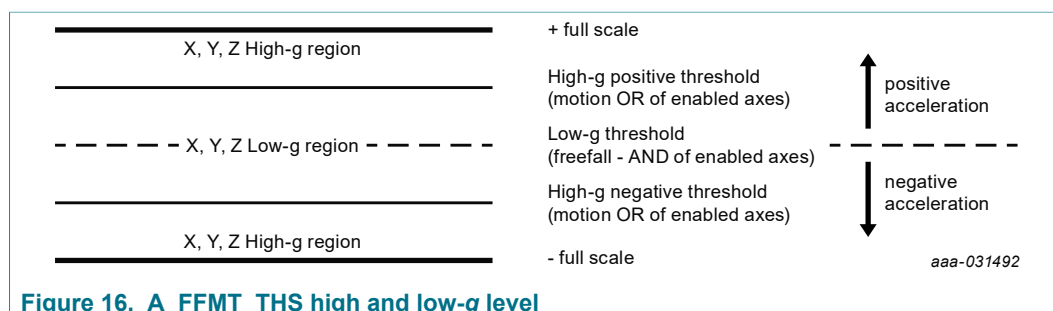 + full scale
X, Y, Z High-g region
High-g positive threshold
(motion OR of enabled axes)
positive
acceleration
X, Y, Z Low-g region
Low-g threshold
(freefall - AND of enabled axes)
High-g negative threshold
(motion OR of enabled axes)
negative
acceleration
X, Y, Z High-g region
- full scale
aaa-031492
Figure 16. A_FFMT_THS high and low-g level